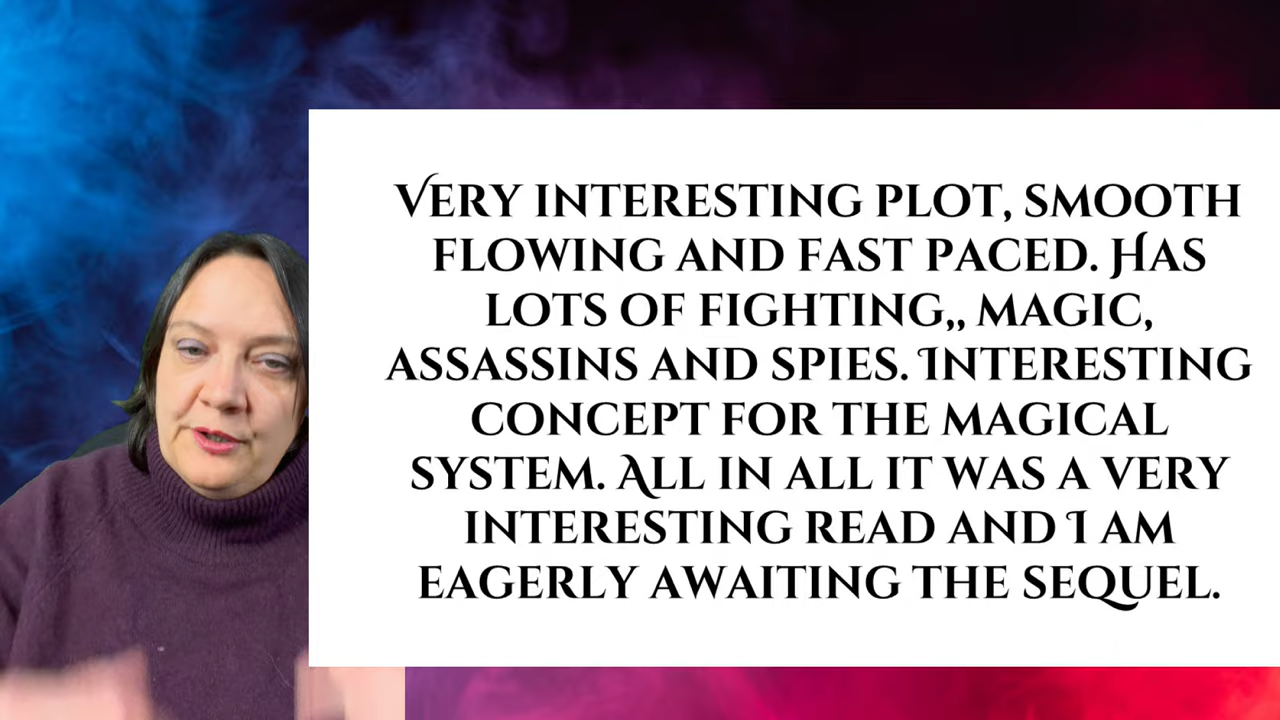 Very interesting plot, smooth
flowing and fast paced. Has
lots of fighting,, magic,
assassins and spies. Interesting
concept for the magical
system. All in all it was a very
interesting read and I am
eagerly awaiting the sequel.